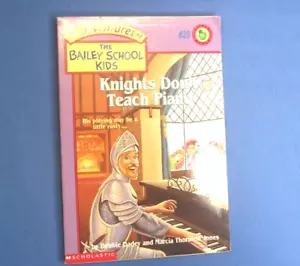 THE
BAILEY SCHOOL
KIDS
#29
Knights Don't
Teach Piano
His playing may be a
little rusty...
by Debbie Dadey and Marcia Thornton Jones
SCHOLASTIC